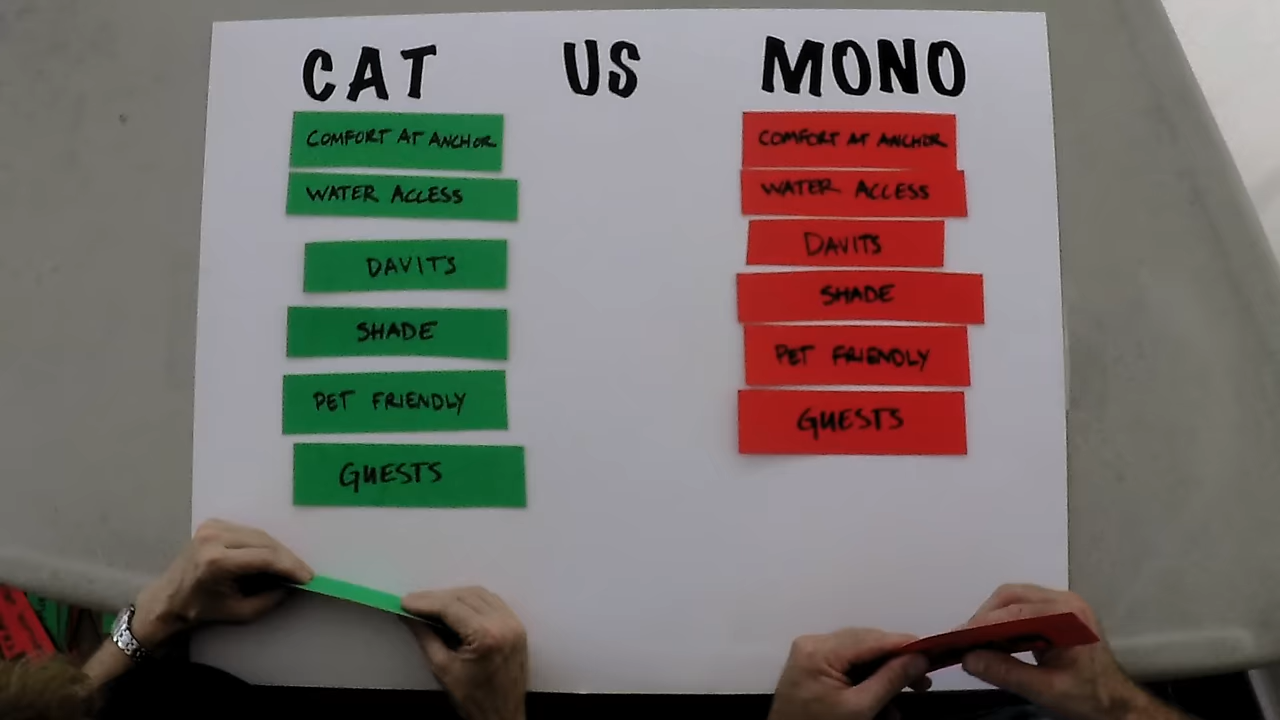 CAT US MONO
COMFORT AT ANCHOR
WATER ACCESS
DAVITS
SHADE
PET FRIENDLY
GUESTS
COMFORT AT ANCHOR
WATER ACCESS
DAVITS
SHADE
PET FRIENDLY
GUESTS